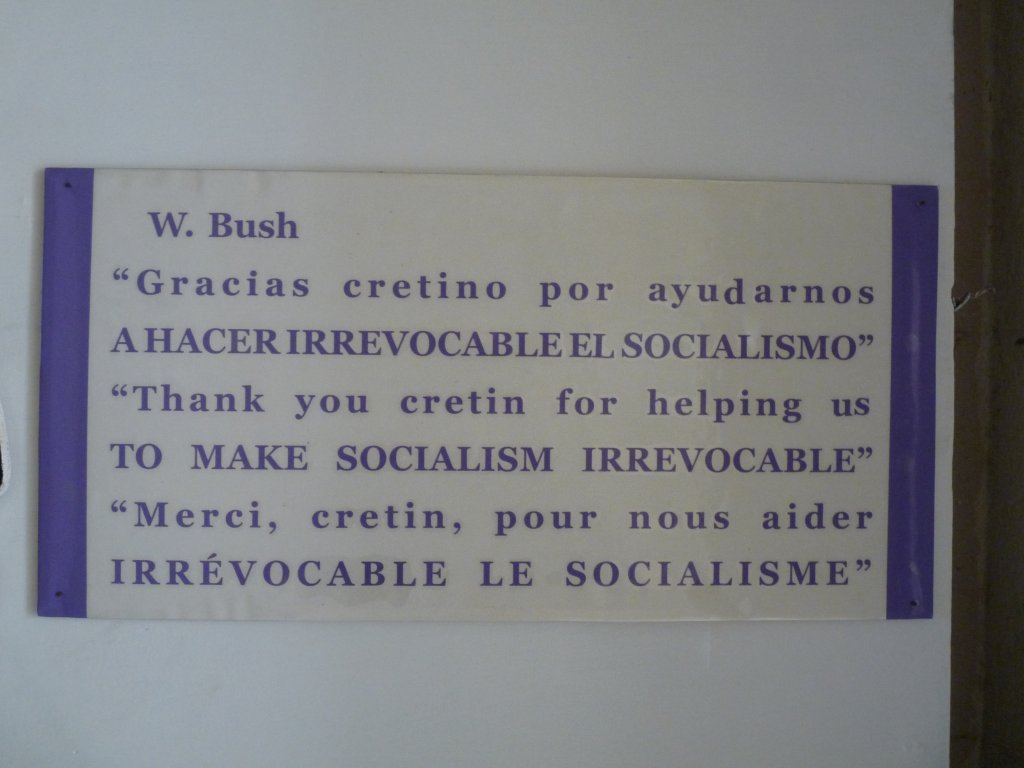 W. Bush
“Gracias cretino por ayudarnos
A HACER IRREVOCABLE EL SOCIALISMO”
“Thank you cretin for helping us
TO MAKE SOCIALISM IRREVOCABLE”
“Merci, cretin, pour nous aider
IRRÉVOCABLE LE SOCIALISME”